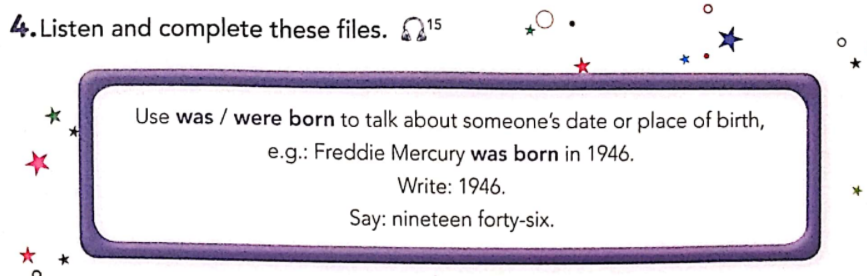 4. Listen and complete these files. 15
Use was / were born to talk about someone's date or place of birth,
e.g.: Freddie Mercury was born in 1946.
Write: 1946.
Say: nineteen forty-six.